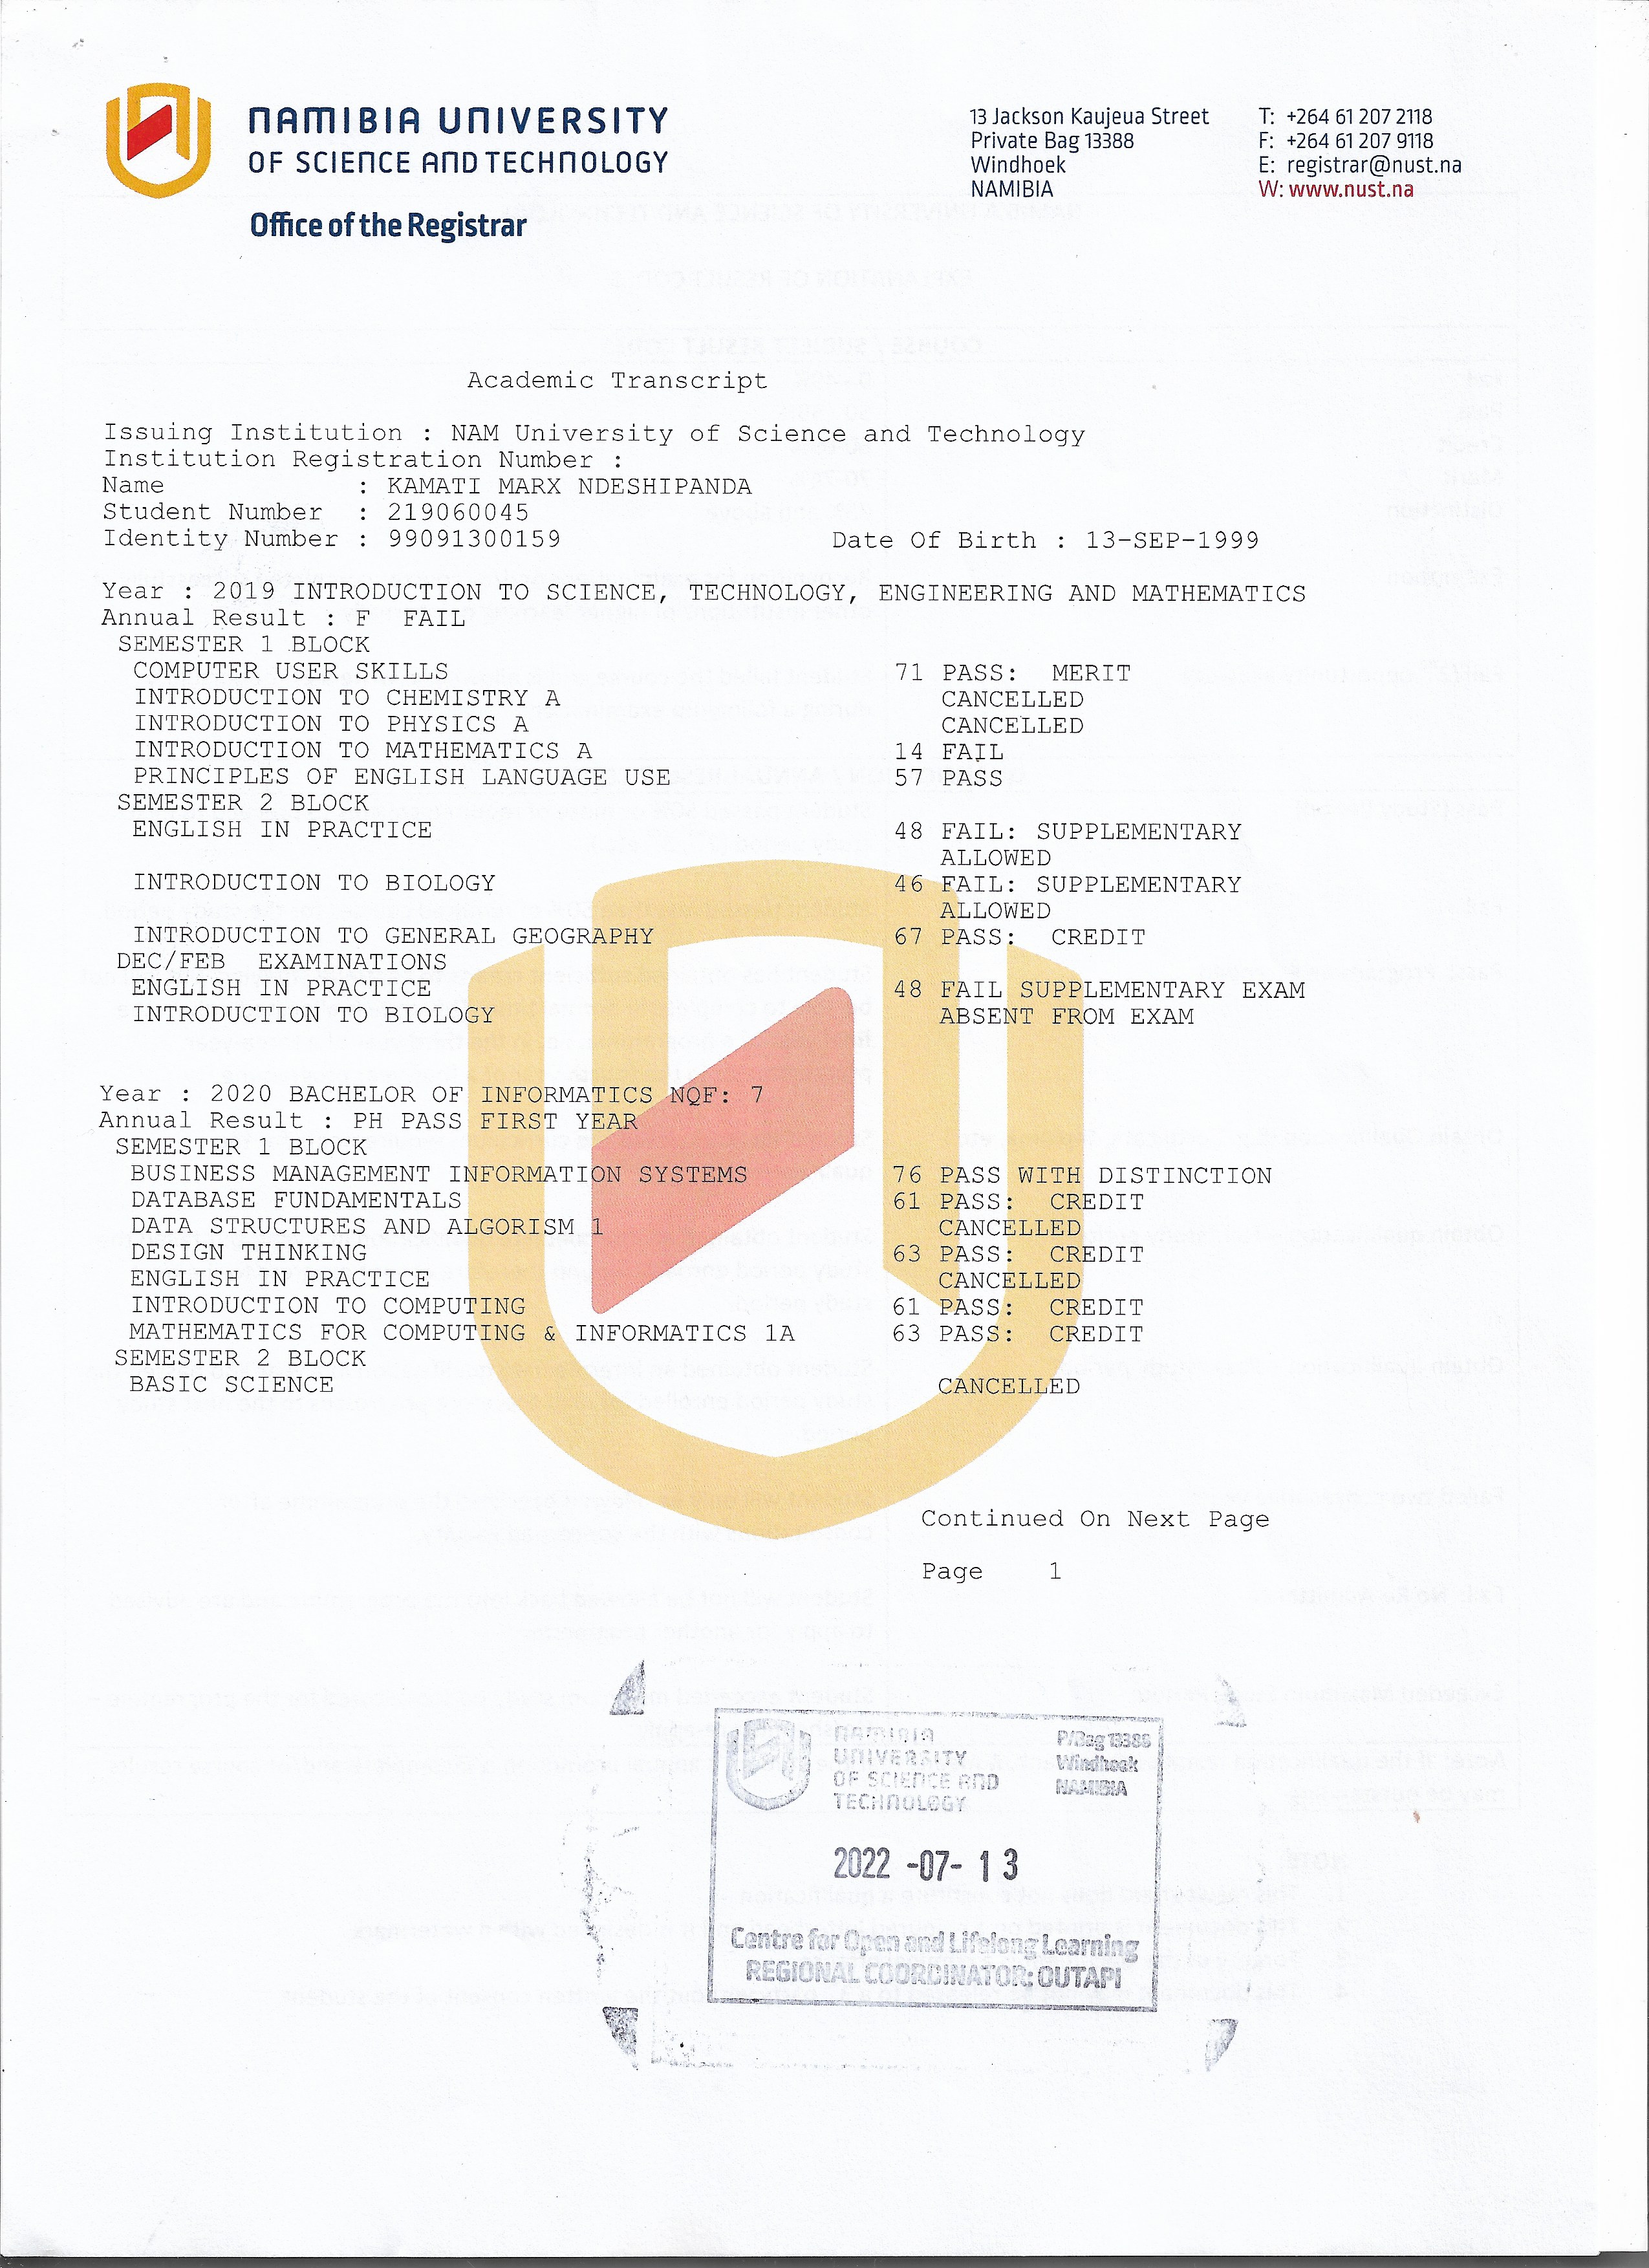 NAMIBIA UNIVERSITY
OF SCIENCE AND TECHNOLOGY
Office of the Registrar
13 Jackson Kaujeua Street
Private Bag 13388
Windhoek
NAMIBIA
T: +264 61 207 2118
F: +264 61 207 9118
E: registrar@nust.na
W: www.nust.na
Academic Transcript
Issuing Institution : NAM University of Science and Technology
Institution Registration Number :
Name : KAMATI MARX NDESHIPANDA
Student Number : 219060045
Identity Number : 99091300159 Date Of Birth : 13-SEP-1999
Year : 2019 INTRODUCTION TO SCIENCE, TECHNOLOGY, ENGINEERING AND MATHEMATICS
Annual Result : F FAIL
SEMESTER 1 BLOCK
COMPUTER USER SKILLS 71 PASS: MERIT
INTRODUCTION TO CHEMISTRY A CANCELLED
INTRODUCTION TO PHYSICS A CANCELLED
INTRODUCTION TO MATHEMATICS A 14 FAIL
PRINCIPLES OF ENGLISH LANGUAGE USE 57 PASS
SEMESTER 2 BLOCK
ENGLISH IN PRACTICE 48 FAIL: SUPPLEMENTARY
ALLOWED
INTRODUCTION TO BIOLOGY 46 FAIL: SUPPLEMENTARY
ALLOWED
INTRODUCTION TO GENERAL GEOGRAPHY 67 PASS: CREDIT
DEC/FEB EXAMINATIONS
ENGLISH IN PRACTICE 48 FAIL SUPPLEMENTARY EXAM
INTRODUCTION TO BIOLOGY ABSENT FROM EXAM
Year : 2020 BACHELOR OF INFORMATICS NQF: 7
Annual Result : PH PASS FIRST YEAR
SEMESTER 1 BLOCK
BUSINESS MANAGEMENT INFORMATION SYSTEMS 76 PASS WITH DISTINCTION
DATABASE FUNDAMENTALS 61 PASS: CREDIT
DATA STRUCTURES AND ALGORISM 1 CANCELLED
DESIGN THINKING 63 PASS: CREDIT
ENGLISH IN PRACTICE CANCELLED
INTRODUCTION TO COMPUTING 61 PASS: CREDIT
MATHEMATICS FOR COMPUTING & INFORMATICS 1A 63 PASS: CREDIT
SEMESTER 2 BLOCK
BASIC SCIENCE CANCELLED
Continued On Next Page
Page 1
NAMIBIA
UNIVERSITY
OF SCIENCE AND
TECHNOLOGY
P/Bag 13388
Windhoek
NAMIBIA
2022 -07- 13
Centre for Open and Lifelong Learning
REGIONAL COORDINATOR: OUTAPI